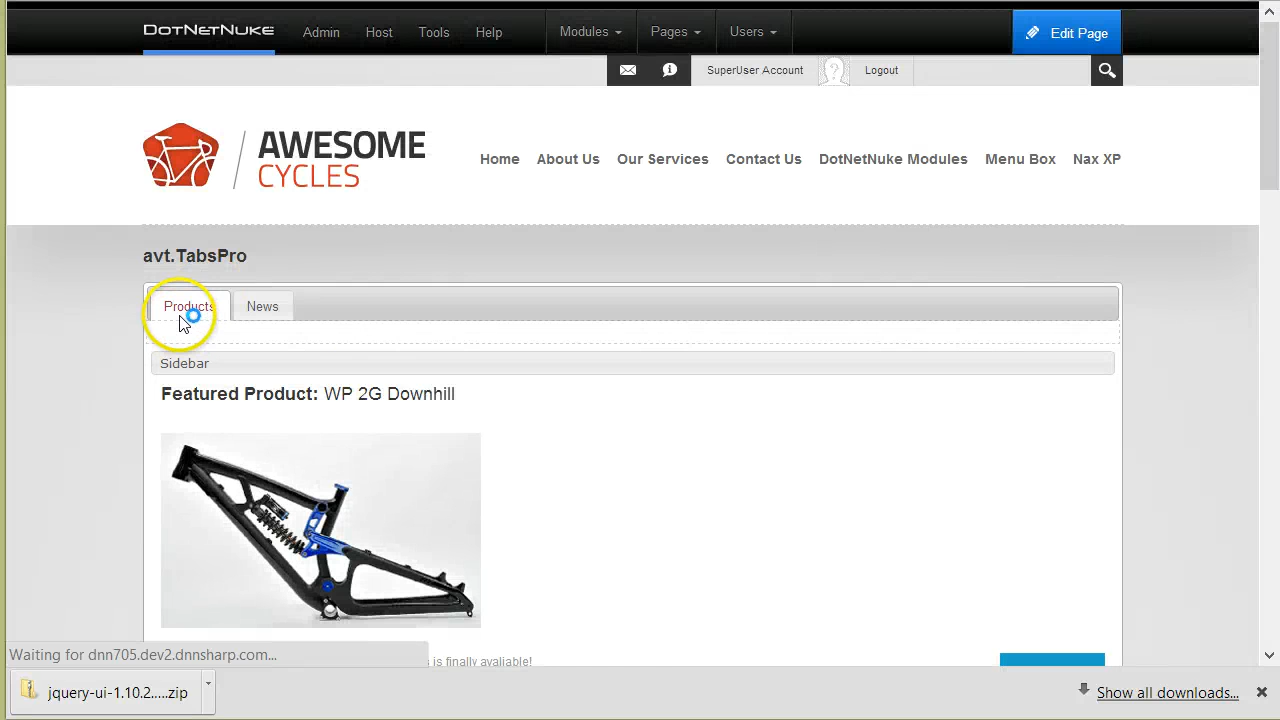 DOTNETNUKE Admin Host Tools Help Modules Pages Users Edit Page
SuperUser Account Logout
AWESOME
CYCLES
Home About Us Our Services Contact Us DotNetNuke Modules Menu Box Nax XP
avt.TabsPro
Products News
Sidebar
Featured Product: WP 2G Downhill
is finally avaliable!
Waiting for dnn705.dev2.dnnsharp.com...
jquery-ui-1.10.2.....zip Show all downloads...